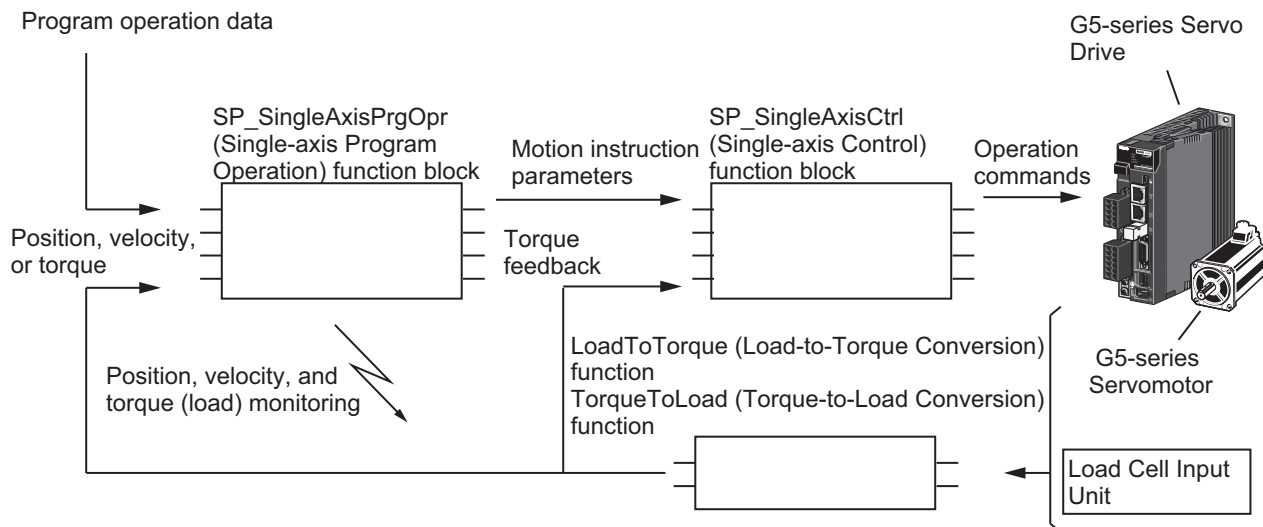 Program operation data
G5-series Servo
Drive
SP_SingleAxisPrgOpr
(Single-axis Program
Operation) function block
Motion instruction
parameters
SP_SingleAxisCtrl
(Single-axis Control)
function block
Operation
commands
Position, velocity,
or torque
Torque
feedback
Position, velocity, and
torque (load) monitoring
LoadToTorque (Load-to-Torque Conversion)
function
TorqueToLoad (Torque-to-Load Conversion)
function
G5-series
Servomotor
Load Cell Input
Unit